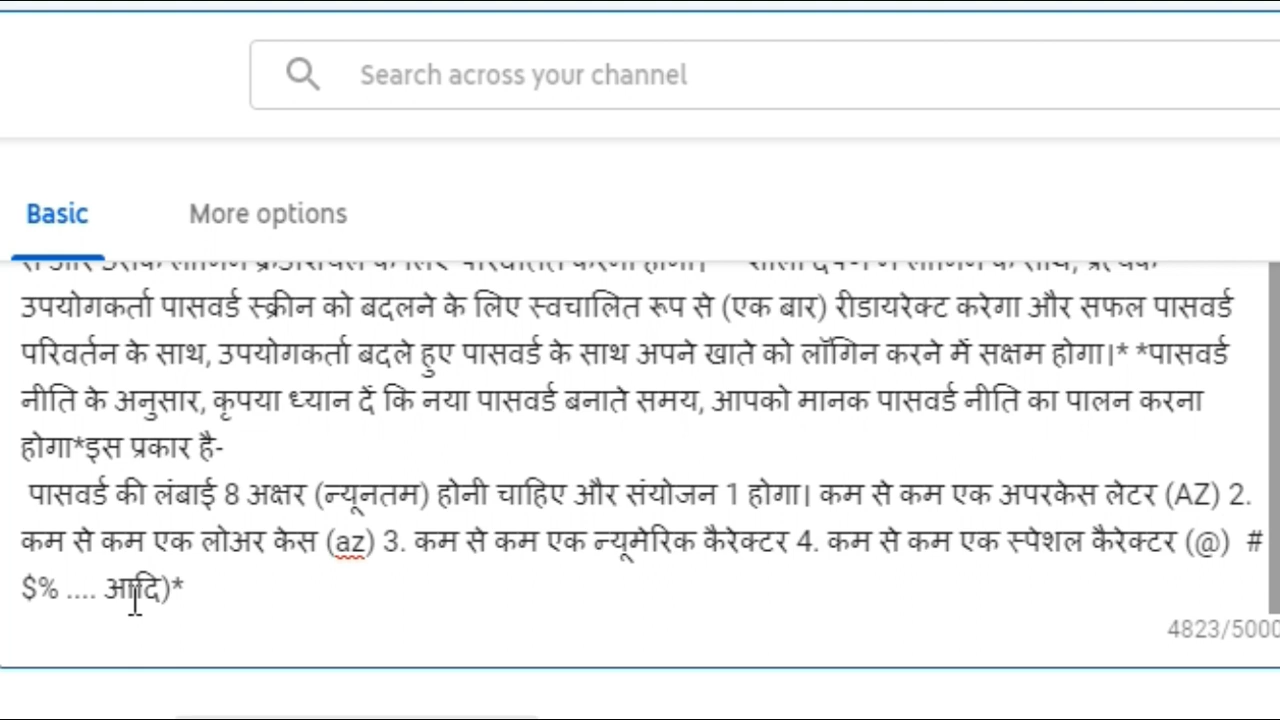 Search across your channel
Basic More options
उपयोगकर्ता पासवर्ड स्क्रीन को बदलने के लिए स्वचालित रूप से (एक बार) रीडायरेक्ट करेगा और सफल पासवर्ड
परिवर्तन के साथ, उपयोगकर्ता बदले हुए पासवर्ड के साथ अपने खाते को लॉगिन करने में सक्षम होगा।* *पासवर्ड
नीति के अनुसार, कृपया ध्यान दें कि नया पासवर्ड बनाते समय, आपको मानक पासवर्ड नीति का पालन करना
होगा*इस प्रकार है-
पासवर्ड की लंबाई 8 अक्षर (न्यूनतम) होनी चाहिए और संयोजन 1 होगा। कम से कम एक अपरकेस लेटर (AZ) 2.
कम से कम एक लोअर केस (az) 3. कम से कम एक न्यूमेरिक कैरेक्टर 4. कम से कम एक स्पेशल कैरेक्टर (@) #
$% .... आदि)*
4823/5000